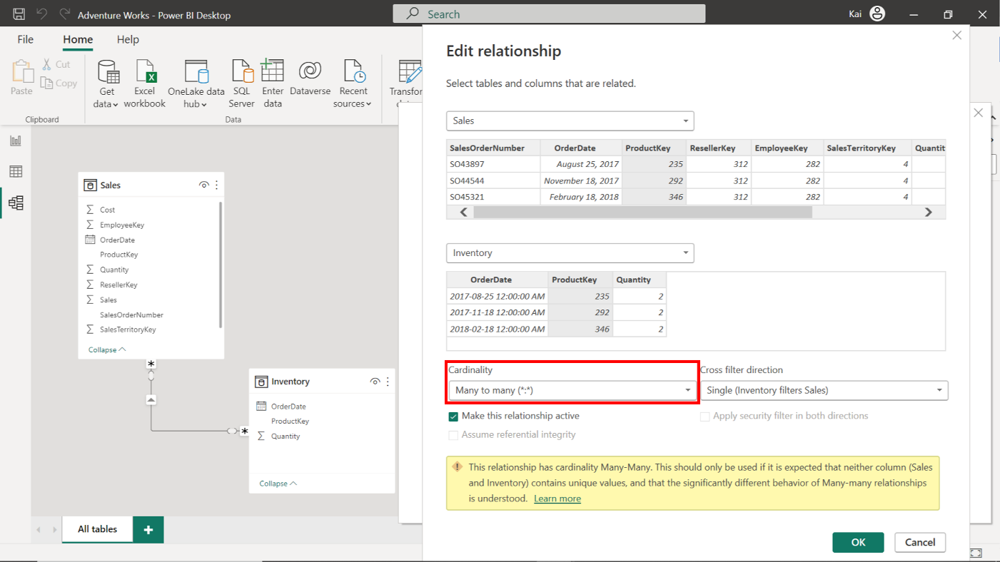 Adventure Works - Power BI Desktop
Search
Kai
File Home Help
Paste
Cut
Copy
Clipboard
Get data
Excel workbook
OneLake data hub
SQL Server
Enter data
Dataverse
Recent sources
Data
Transfor
Sales
Cost
EmployeeKey
OrderDate
ProductKey
Quantity
ResellerKey
Sales
SalesOrderNumber
SalesTerritoryKey
Collapse
*
*
Inventory
OrderDate
ProductKey
Quantity
Collapse
All tables
+
Edit relationship
Select tables and columns that are related.
Sales
SalesOrderNumber OrderDate ProductKey ResellerKey EmployeeKey SalesTerritoryKey Quantit
SO43897 August 25, 2017 235 312 282 4
SO44544 November 18, 2017 292 312 282 4
SO45321 February 18, 2018 346 312 282 4
Inventory
OrderDate ProductKey Quantity
2017-08-25 12:00:00 AM 235 2
2017-11-18 12:00:00 AM 292 2
2018-02-18 12:00:00 AM 346 2
Cardinality
Many to many (*:*)
Cross filter direction
Single (Inventory filters Sales)
Make this relationship active
Apply security filter in both directions
Assume referential integrity
This relationship has cardinality Many-Many. This should only be used if it is expected that neither column (Sales
and Inventory) contains unique values, and that the significantly different behavior of Many-many relationships
is understood. Learn more
OK
Cancel